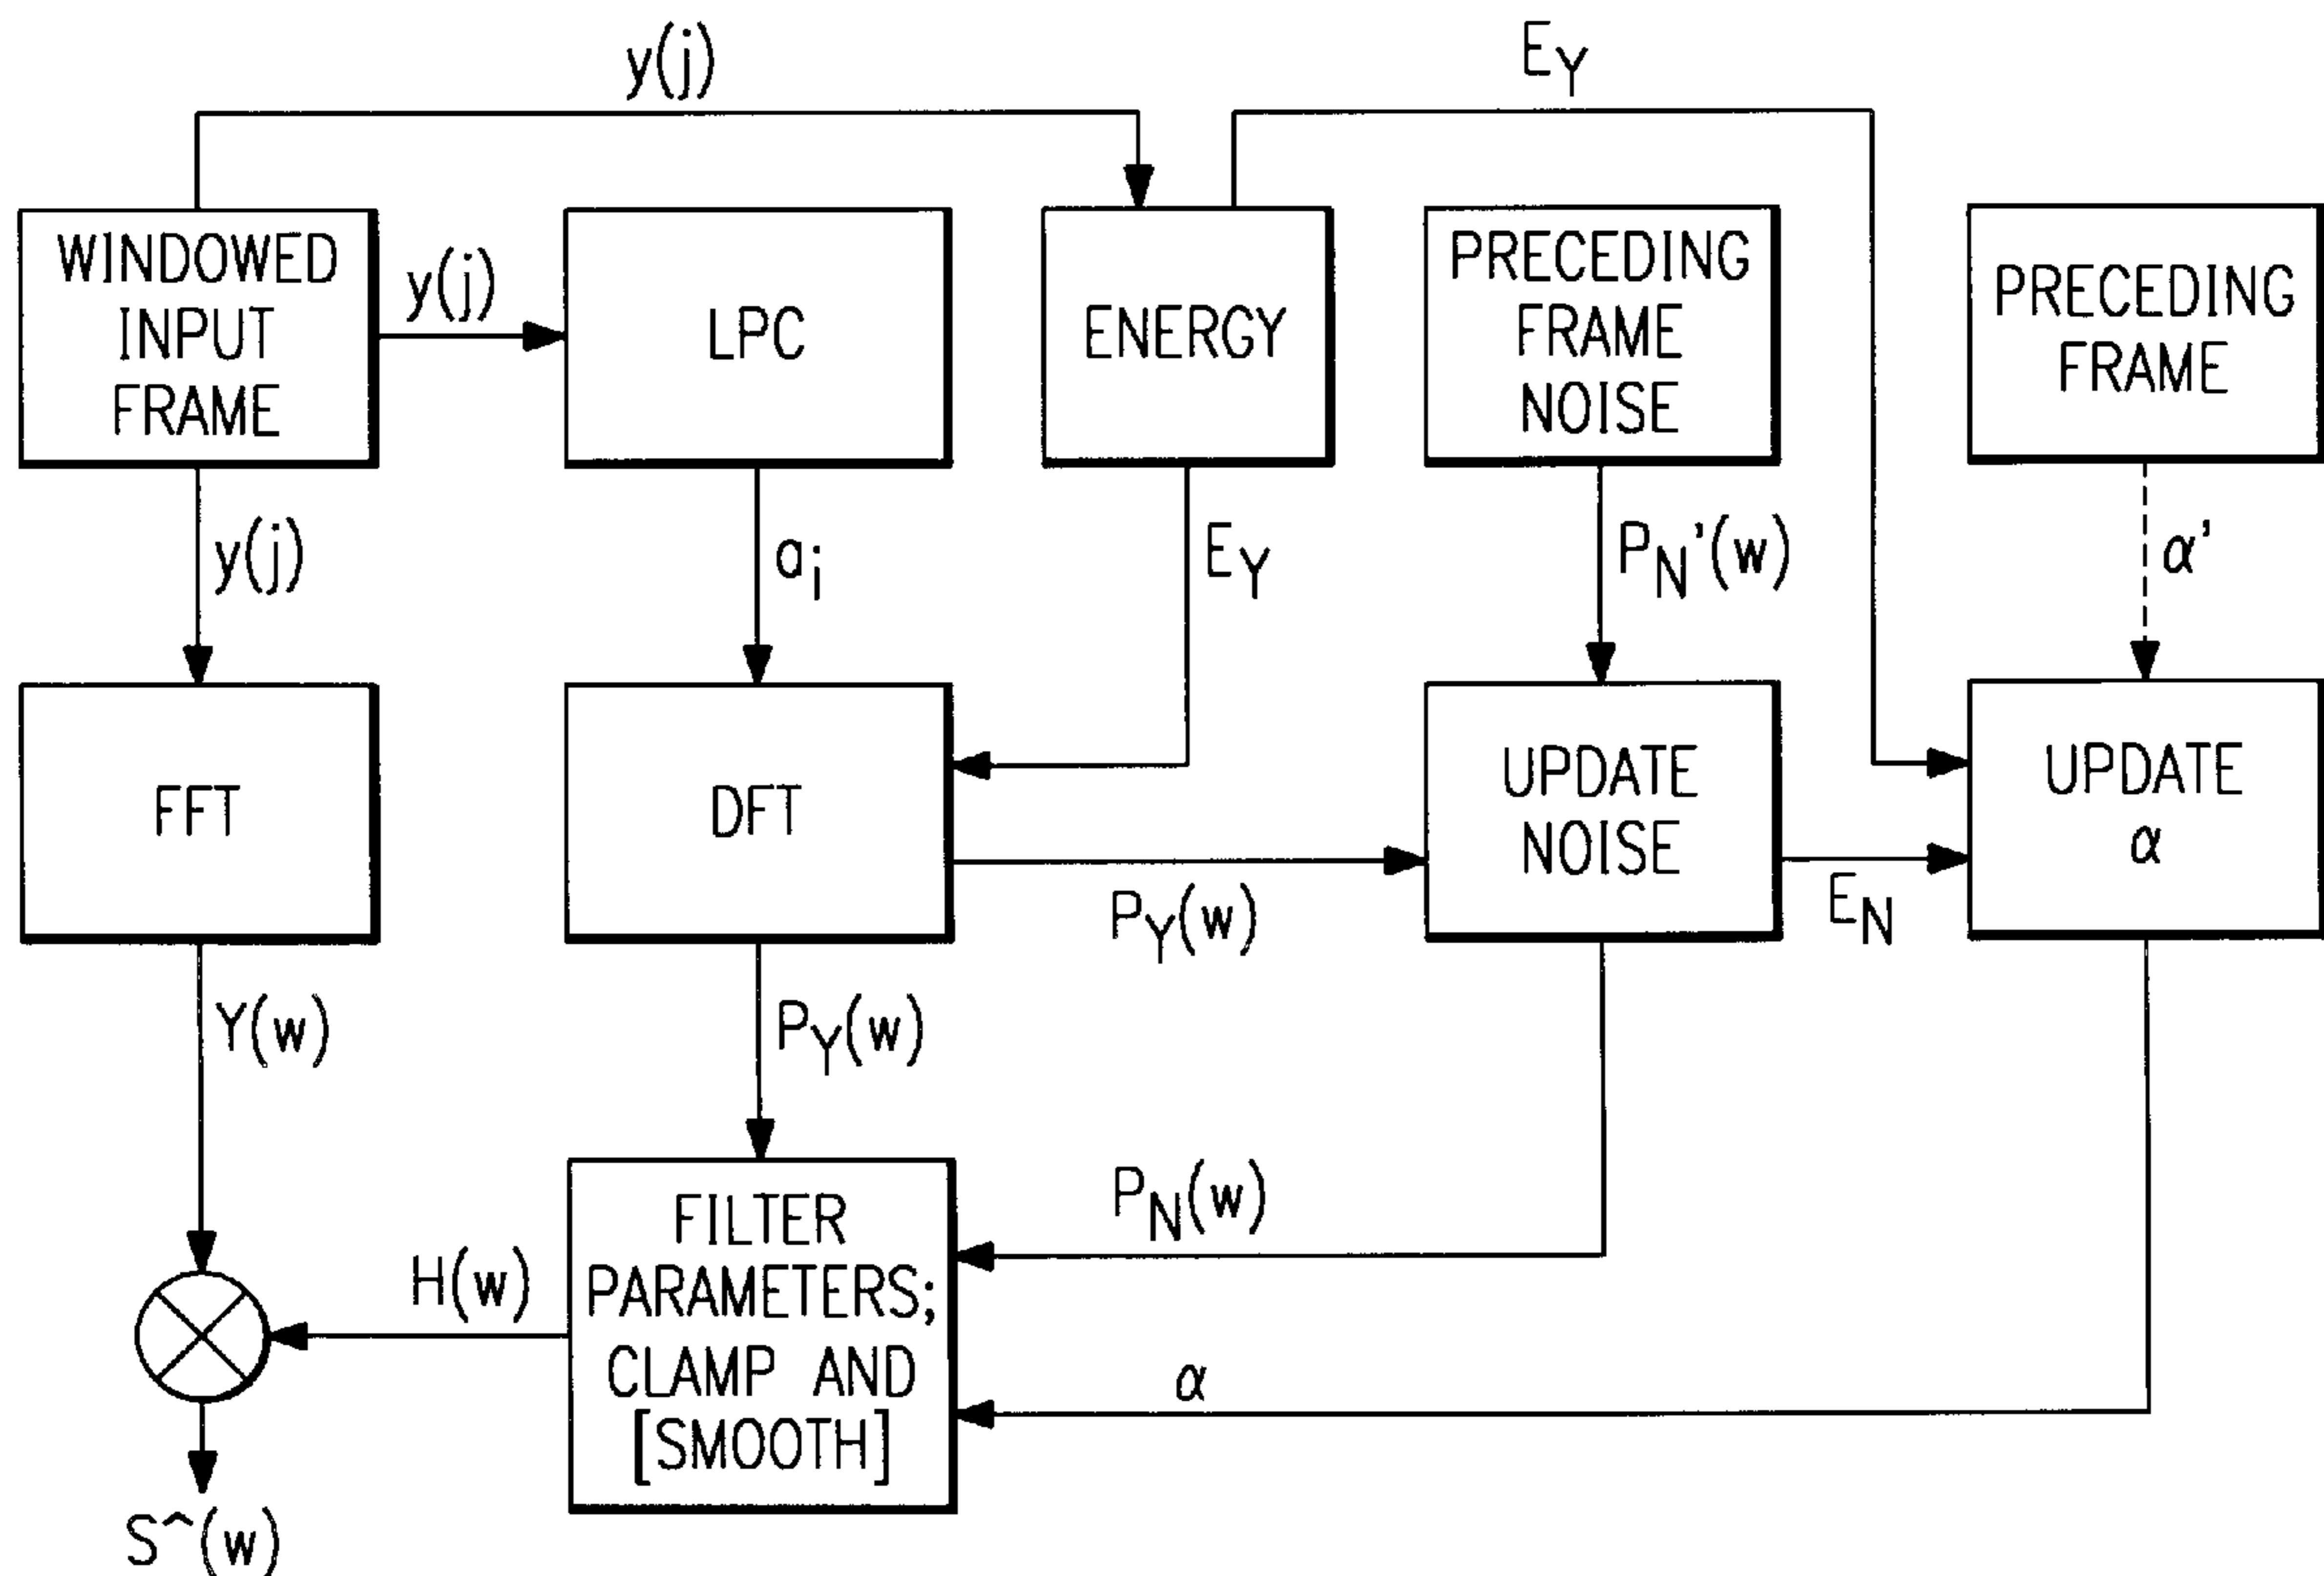 y(j)
E_Y
WINDOWED
INPUT
FRAME
y(j)
LPC
ENERGY
PRECEDING
FRAME
NOISE
PRECEDING
FRAME
y(j)
a_i
E_Y
P_N'(w)
α'
FFT
DFT
UPDATE
NOISE
UPDATE
α
P_Y(w)
E_N
Y(w)
P_Y(w)
FILTER
PARAMETERS;
CLAMP AND
[SMOOTH]
P_N(w)
H(w)
α
S^(w)